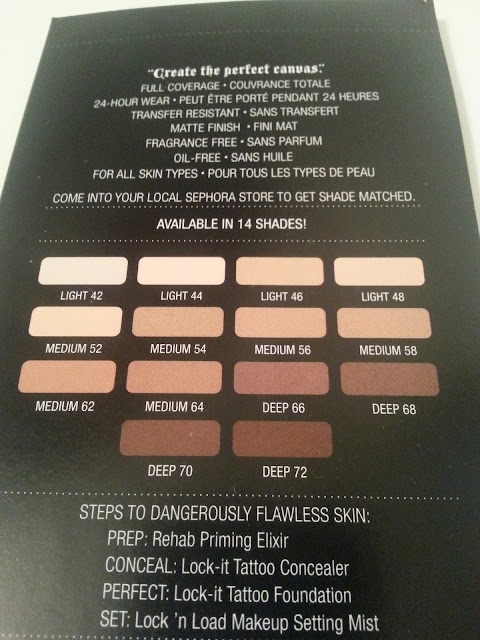 "Create the perfect canvas."
FULL COVERAGE • COUVRANCE TOTALE
24-HOUR WEAR • PEUT ÊTRE PORTÉ PENDANT 24 HEURES
TRANSFER RESISTANT • SANS TRANSFERT
MATTE FINISH • FINI MAT
FRAGRANCE FREE • SANS PARFUM
OIL-FREE • SANS HUILE
FOR ALL SKIN TYPES • POUR TOUS LES TYPES DE PEAU
COME INTO YOUR LOCAL SEPHORA STORE TO GET SHADE MATCHED.
AVAILABLE IN 14 SHADES!
LIGHT 42 LIGHT 44 LIGHT 46 LIGHT 48
MEDIUM 52 MEDIUM 54 MEDIUM 56 MEDIUM 58
MEDIUM 62 MEDIUM 64 DEEP 66 DEEP 68
DEEP 70 DEEP 72
STEPS TO DANGEROUSLY FLAWLESS SKIN:
PREP: Rehab Priming Elixir
CONCEAL: Lock-it Tattoo Concealer
PERFECT: Lock-it Tattoo Foundation
SET: Lock 'n Load Makeup Setting Mist